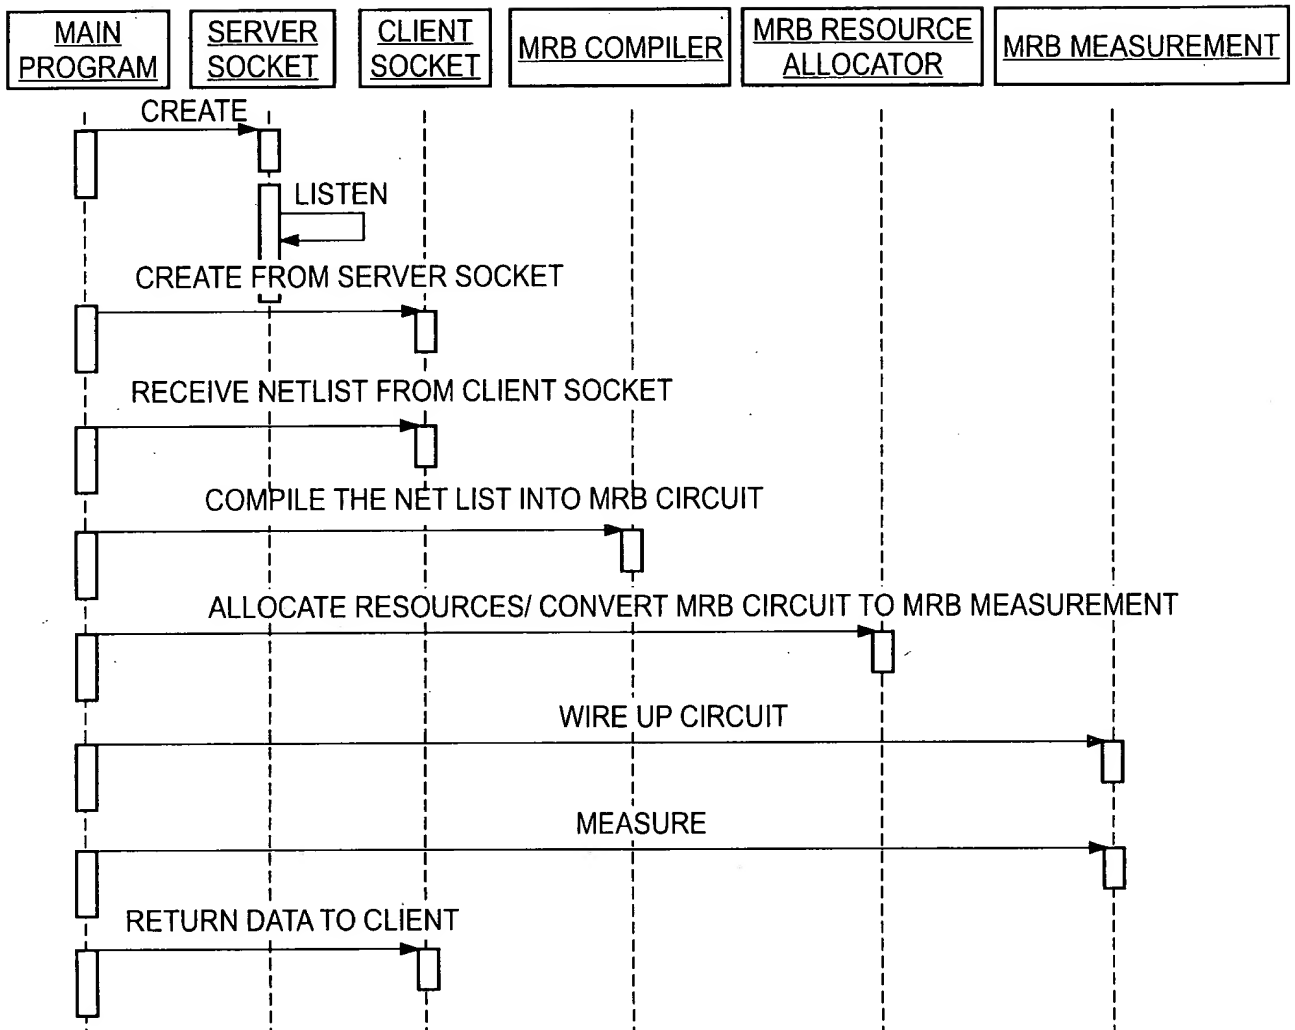 MAIN
PROGRAM
SERVER
SOCKET
CLIENT
SOCKET
MRB COMPILER
MRB RESOURCE
ALLOCATOR
MRB MEASUREMENT
CREATE
LISTEN
CREATE FROM SERVER SOCKET
RECEIVE NETLIST FROM CLIENT SOCKET
COMPILE THE NET LIST INTO MRB CIRCUIT
ALLOCATE RESOURCES/ CONVERT MRB CIRCUIT TO MRB MEASUREMENT
WIRE UP CIRCUIT
MEASURE
RETURN DATA TO CLIENT